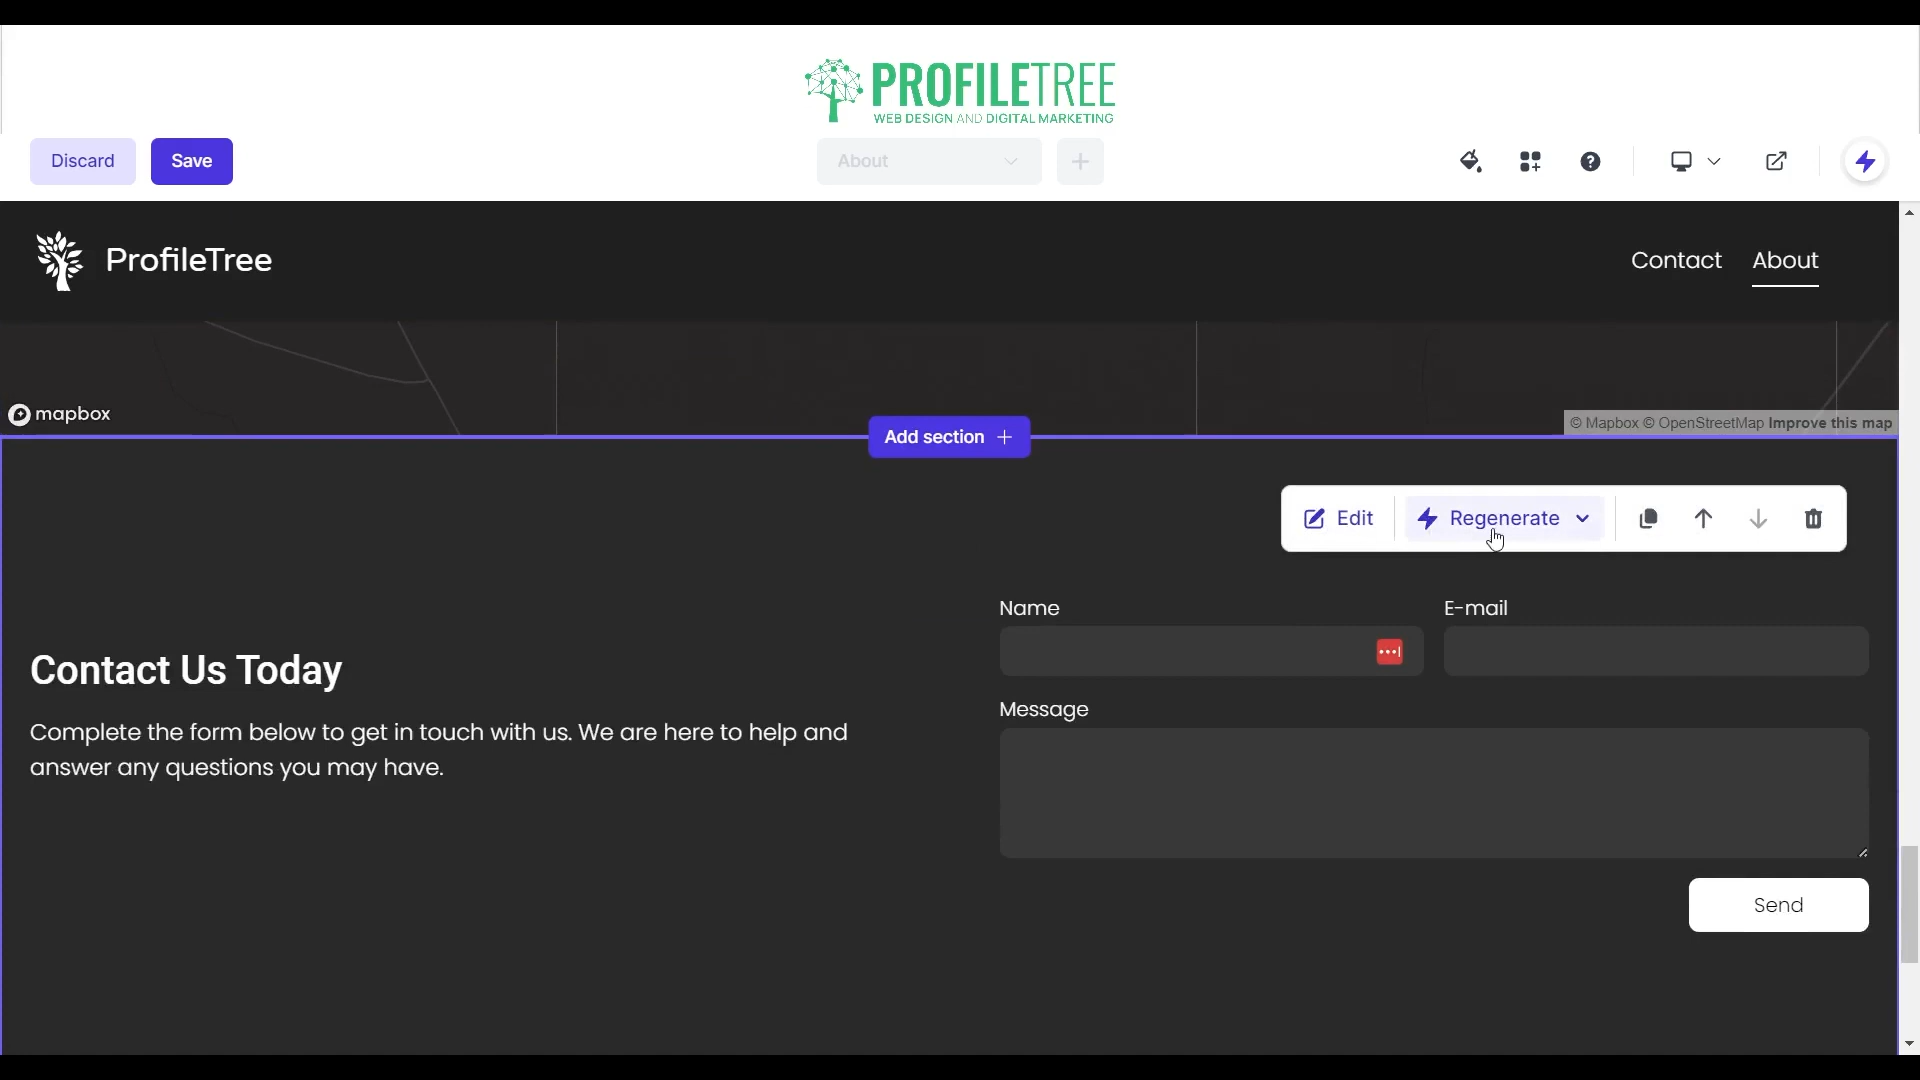 PROFILETREE
WEB DESIGN AND DIGITAL MARKETING
Discard
Save
About
ProfileTree
Contact
About
mapbox
© Mapbox © OpenStreetMap Improve this map
Add section
Edit
Regenerate
Name
E-mail
Contact Us Today
Complete the form below to get in touch with us. We are here to help and
answer any questions you may have.
Message
Send